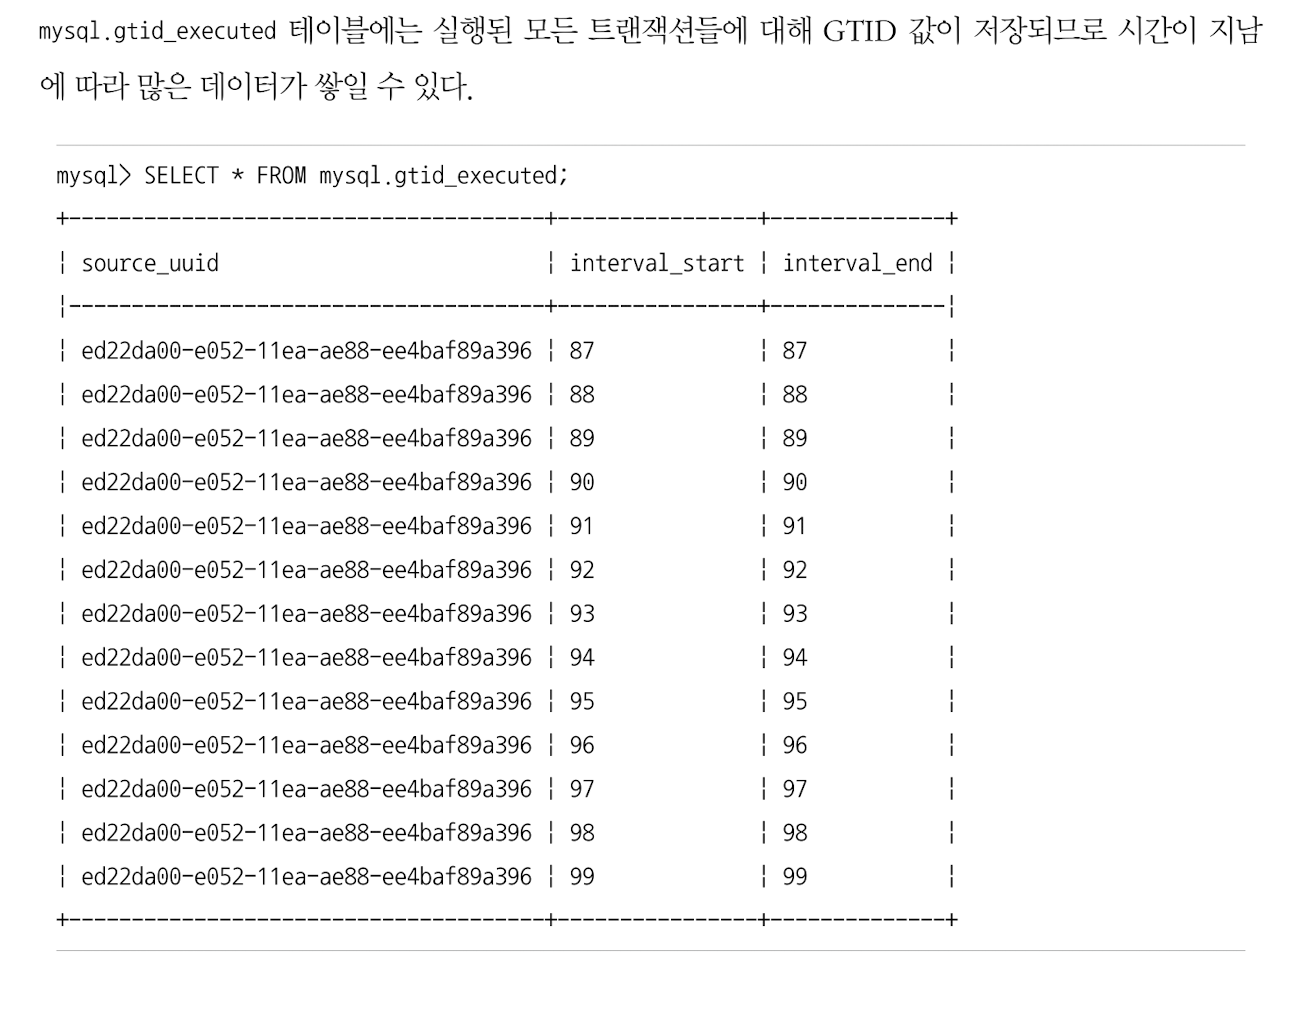 mysql.gtid_executed 테이블에는 실행된 모든 트랜잭션들에 대해 GTID 값이 저장되므로 시간이 지남
에 따라 많은 데이터가 쌓일 수 있다.
mysql> SELECT * FROM mysql.gtid_executed;
+--------------------------------------+----------------+--------------+
| source_uuid                          | interval_start | interval_end |
|--------------------------------------+----------------+--------------|
| ed22da00-e052-11ea-ae88-ee4baf89a396 | 87             | 87           |
| ed22da00-e052-11ea-ae88-ee4baf89a396 | 88             | 88           |
| ed22da00-e052-11ea-ae88-ee4baf89a396 | 89             | 89           |
| ed22da00-e052-11ea-ae88-ee4baf89a396 | 90             | 90           |
| ed22da00-e052-11ea-ae88-ee4baf89a396 | 91             | 91           |
| ed22da00-e052-11ea-ae88-ee4baf89a396 | 92             | 92           |
| ed22da00-e052-11ea-ae88-ee4baf89a396 | 93             | 93           |
| ed22da00-e052-11ea-ae88-ee4baf89a396 | 94             | 94           |
| ed22da00-e052-11ea-ae88-ee4baf89a396 | 95             | 95           |
| ed22da00-e052-11ea-ae88-ee4baf89a396 | 96             | 96           |
| ed22da00-e052-11ea-ae88-ee4baf89a396 | 97             | 97           |
| ed22da00-e052-11ea-ae88-ee4baf89a396 | 98             | 98           |
| ed22da00-e052-11ea-ae88-ee4baf89a396 | 99             | 99           |
+--------------------------------------+----------------+--------------+